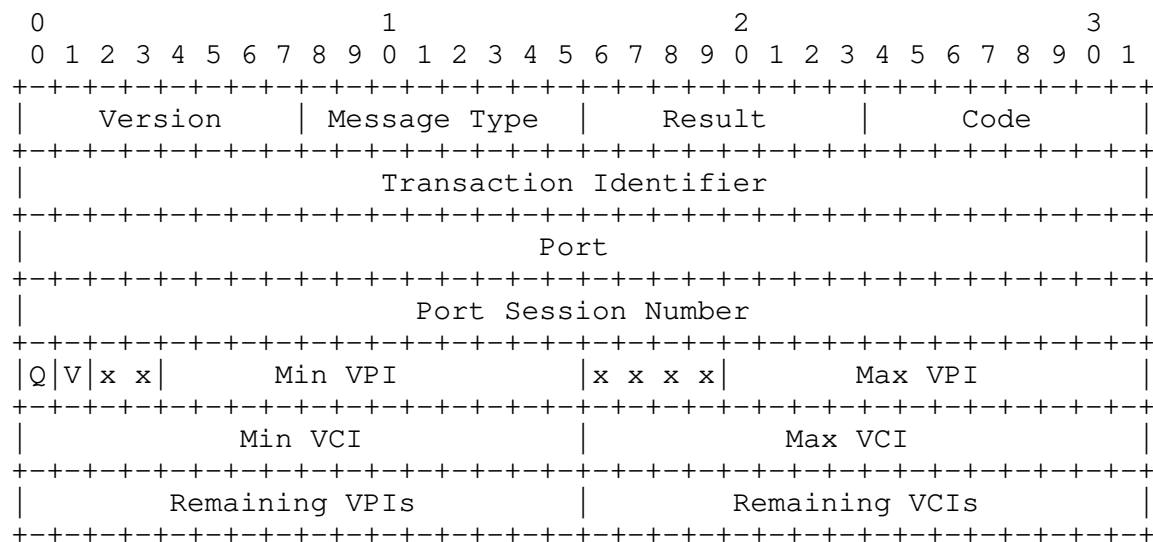 0                   1                   2                   3
 0 1 2 3 4 5 6 7 8 9 0 1 2 3 4 5 6 7 8 9 0 1 2 3 4 5 6 7 8 9 0 1
+-+-+-+-+-+-+-+-+-+-+-+-+-+-+-+-+-+-+-+-+-+-+-+-+-+-+-+-+-+-+-+-+
|    Version    | Message Type  |    Result     |     Code      |
+-+-+-+-+-+-+-+-+-+-+-+-+-+-+-+-+-+-+-+-+-+-+-+-+-+-+-+-+-+-+-+-+
|                    Transaction Identifier                     |
+-+-+-+-+-+-+-+-+-+-+-+-+-+-+-+-+-+-+-+-+-+-+-+-+-+-+-+-+-+-+-+-+
|                             Port                              |
+-+-+-+-+-+-+-+-+-+-+-+-+-+-+-+-+-+-+-+-+-+-+-+-+-+-+-+-+-+-+-+-+
|                      Port Session Number                      |
+-+-+-+-+-+-+-+-+-+-+-+-+-+-+-+-+-+-+-+-+-+-+-+-+-+-+-+-+-+-+-+-+
|Q|V|x x|      Min VPI          |x x x x|       Max VPI         |
+-+-+-+-+-+-+-+-+-+-+-+-+-+-+-+-+-+-+-+-+-+-+-+-+-+-+-+-+-+-+-+-+
|            Min VCI            |           Max VCI             |
+-+-+-+-+-+-+-+-+-+-+-+-+-+-+-+-+-+-+-+-+-+-+-+-+-+-+-+-+-+-+-+-+
|        Remaining VPIs         |        Remaining VCIs         |
+-+-+-+-+-+-+-+-+-+-+-+-+-+-+-+-+-+-+-+-+-+-+-+-+-+-+-+-+-+-+-+-+